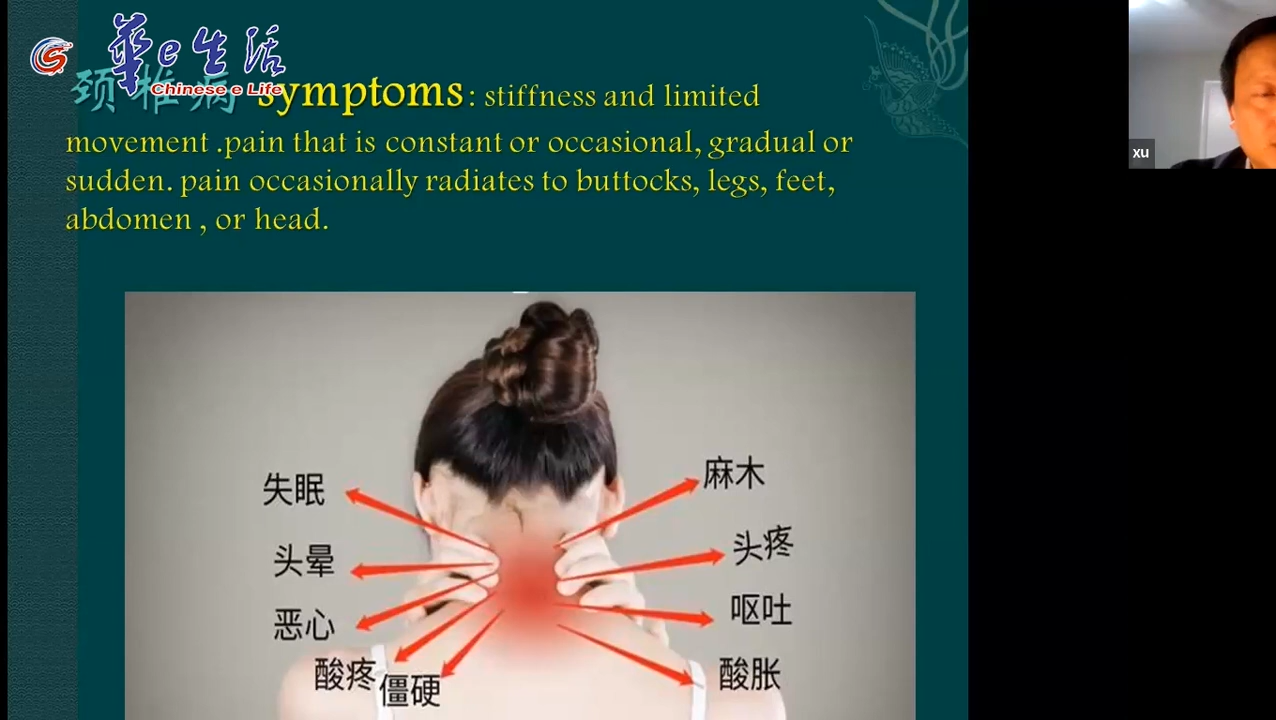 华e生活
Chinese e Life
颈椎病 symptoms: stiffness and limited
movement .pain that is constant or occasional, gradual or
sudden. pain occasionally radiates to buttocks, legs, feet,
abdomen , or head.
xu
失眠
麻木
头晕
头疼
恶心
呕吐
酸疼
僵硬
酸胀